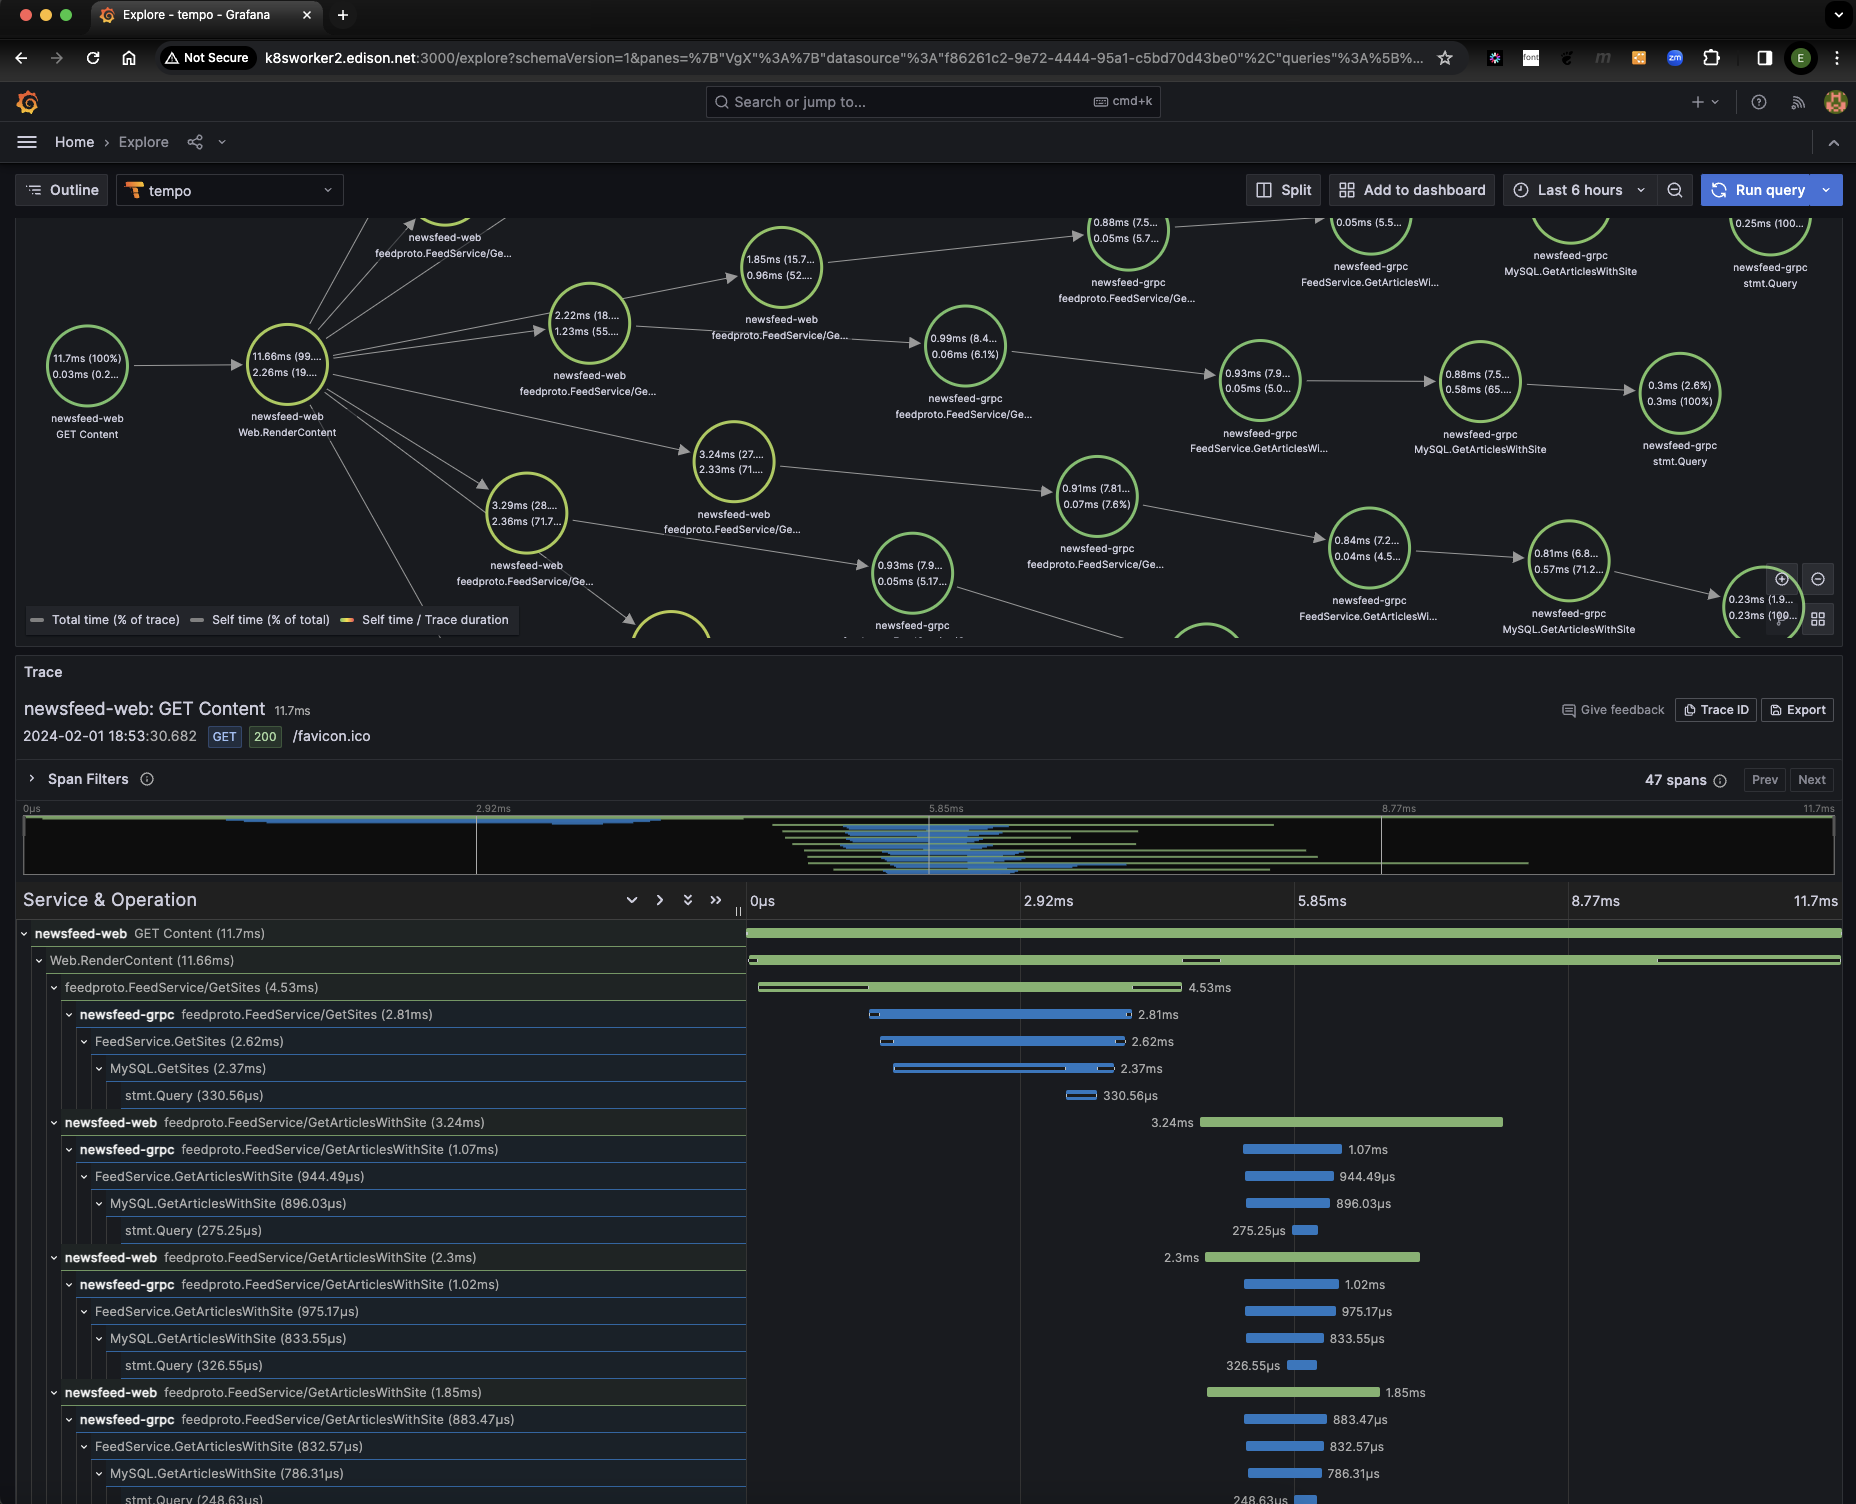 Explore - tempo - Grafana
Not Secure
k8sworker2.edison.net:3000/explore?schemaVersion=1&panes=%7B"VgX"%3A%7B"datasource"%3A"f86261c2-9e72-4444-95a1-c5bd70d43be0"%2C"queries"%3A%5B%...
font
m
zm
E
Search or jump to...
cmd+k
Home
Explore
Outline
tempo
Split
Add to dashboard
Last 6 hours
Run query
newsfeed-web
feedproto.FeedService/Ge...
1.85ms (15.7...
0.96ms (52....
newsfeed-web
feedproto.FeedService/Ge...
0.88ms (7.5...
0.05ms (5.7...
newsfeed-grpc
feedproto.FeedService/Ge...
0.05ms (5.5...
newsfeed-grpc
FeedService.GetArticlesWi...
newsfeed-grpc
MySQL.GetArticlesWithSite
0.25ms (100...
newsfeed-grpc
stmt.Query
11.7ms (100%)
0.03ms (0.2...
newsfeed-web
GET Content
11.66ms (99....
2.26ms (19....
newsfeed-web
Web.RenderContent
2.22ms (18....
1.23ms (55....
newsfeed-web
feedproto.FeedService/Ge...
0.99ms (8.4...
0.06ms (6.1%)
newsfeed-grpc
feedproto.FeedService/Ge...
0.93ms (7.9...
0.05ms (5.0...
newsfeed-grpc
FeedService.GetArticlesWi...
0.88ms (7.5...
0.58ms (65....
newsfeed-grpc
MySQL.GetArticlesWithSite
0.3ms (2.6%)
0.3ms (100%)
newsfeed-grpc
stmt.Query
3.24ms (27....
2.33ms (71....
newsfeed-web
feedproto.FeedService/Ge...
0.91ms (7.81...
0.07ms (7.6%)
newsfeed-grpc
feedproto.FeedService/Ge...
0.84ms (7.2...
0.04ms (4.5...
newsfeed-grpc
FeedService.GetArticlesWi...
0.81ms (6.8...
0.57ms (71.2...
newsfeed-grpc
MySQL.GetArticlesWithSite
0.23ms (1.9...
0.23ms (100...
3.29ms (28....
2.36ms (71.7...
newsfeed-web
feedproto.FeedService/Ge...
0.93ms (7.9...
0.05ms (5.17...
newsfeed-grpc
Total time (% of trace)
Self time (% of total)
Self time / Trace duration
Trace
newsfeed-web: GET Content 11.7ms
Give feedback
Trace ID
Export
2024-02-01 18:53:30.682 GET 200 /favicon.ico
Span Filters
47 spans
Prev
Next
0μs 2.92ms 5.85ms 8.77ms 11.7ms
Service & Operation
0μs 2.92ms 5.85ms 8.77ms 11.7ms
newsfeed-web GET Content (11.7ms)
Web.RenderContent (11.66ms)
feedproto.FeedService/GetSites (4.53ms) 4.53ms
newsfeed-grpc feedproto.FeedService/GetSites (2.81ms) 2.81ms
FeedService.GetSites (2.62ms) 2.62ms
MySQL.GetSites (2.37ms) 2.37ms
stmt.Query (330.56μs) 330.56μs
newsfeed-web feedproto.FeedService/GetArticlesWithSite (3.24ms) 3.24ms
newsfeed-grpc feedproto.FeedService/GetArticlesWithSite (1.07ms) 1.07ms
FeedService.GetArticlesWithSite (944.49μs) 944.49μs
MySQL.GetArticlesWithSite (896.03μs) 896.03μs
stmt.Query (275.25μs) 275.25μs
newsfeed-web feedproto.FeedService/GetArticlesWithSite (2.3ms) 2.3ms
newsfeed-grpc feedproto.FeedService/GetArticlesWithSite (1.02ms) 1.02ms
FeedService.GetArticlesWithSite (975.17μs) 975.17μs
MySQL.GetArticlesWithSite (833.55μs) 833.55μs
stmt.Query (326.55μs) 326.55μs
newsfeed-web feedproto.FeedService/GetArticlesWithSite (1.85ms) 1.85ms
newsfeed-grpc feedproto.FeedService/GetArticlesWithSite (883.47μs) 883.47μs
FeedService.GetArticlesWithSite (832.57μs) 832.57μs
MySQL.GetArticlesWithSite (786.31μs) 786.31μs
stmt.Query (248.63μs) 248.63μs